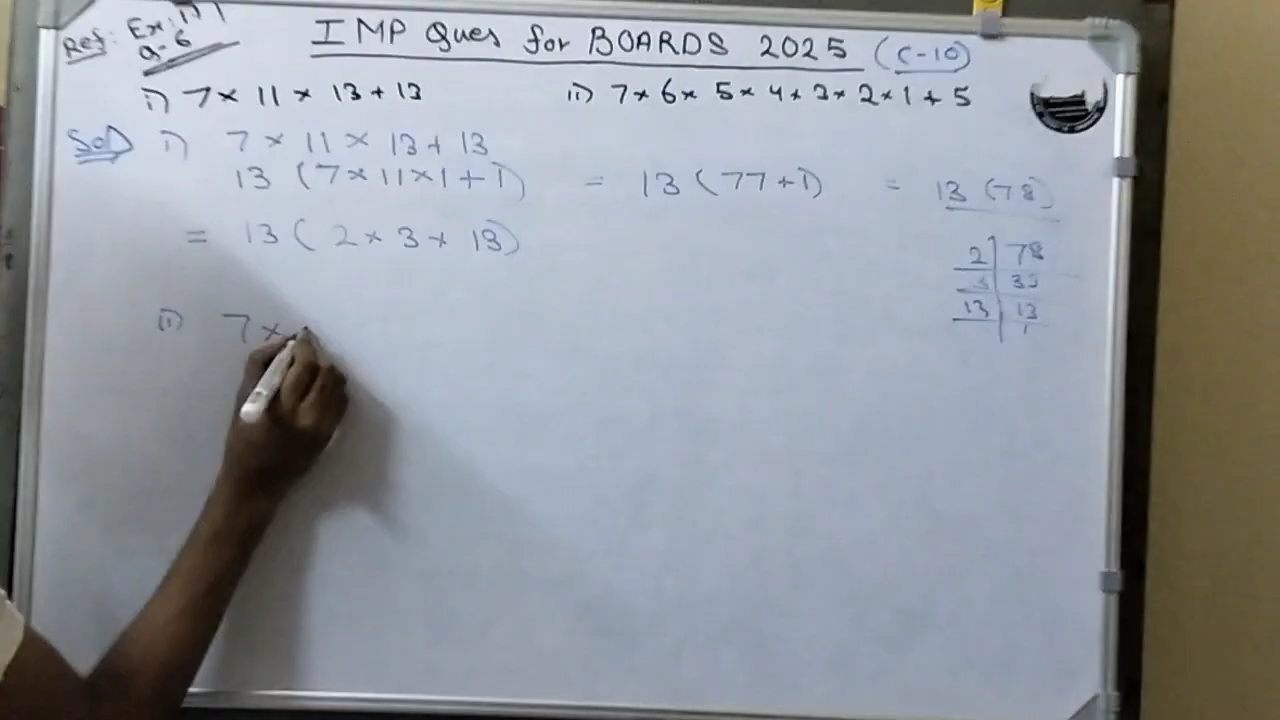 Ref: Ex: 1.1
Q-6
IMP Ques for BOARDS 2025 (C-10)
i) 7 × 11 × 13 + 13
ii) 7 × 6 × 5 × 4 × 3 × 2 × 1 + 5
Sol) i) 7 × 11 × 13 + 13
13 (7 × 11 × 1 + 1) = 13 (77 + 1) = 13 (78)
= 13 ( 2 × 3 × 13)
2 | 78
3 | 39
13 | 13
1
ii) 7 ×